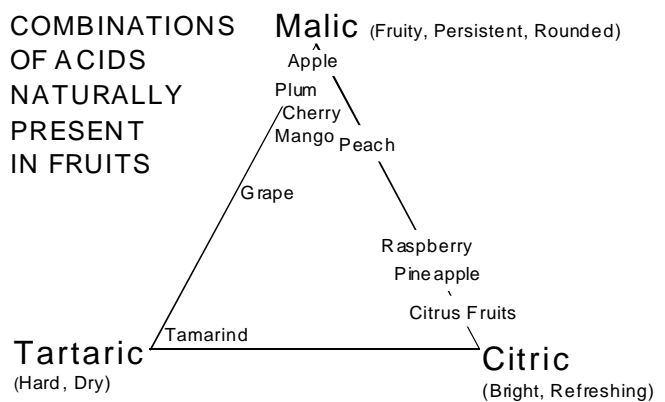 COMBINATIONS
OF ACIDS
NATURALLY
PRESENT
IN FRUITS
Malic (Fruity, Persistent, Rounded)
Apple
Plum
Cherry
Mango
Peach
Grape
Raspberry
Pineapple
Citrus Fruits
Tamarind
Tartaric
(Hard, Dry)
Citric
(Bright, Refreshing)